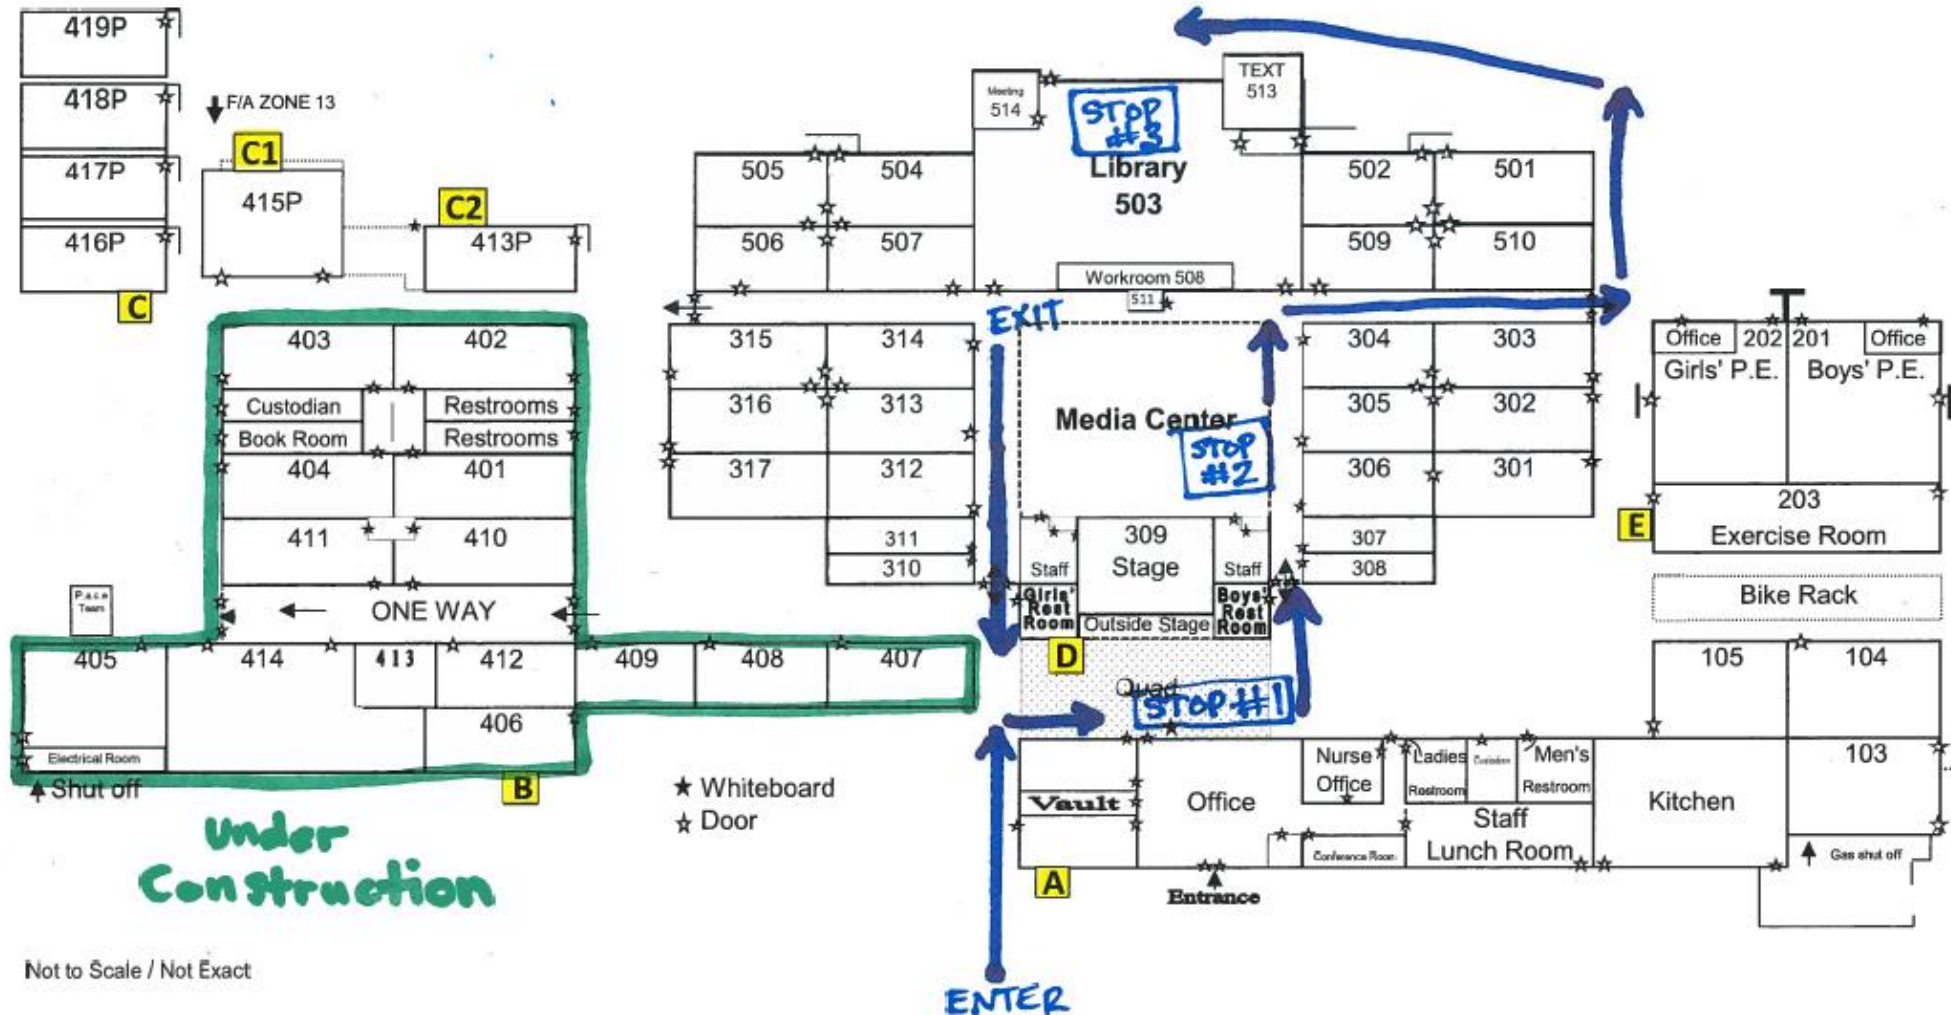 419P
418P
417P
416P
C
F/A ZONE 13
C1
415P
C2
413P
403
402
Custodian
Restrooms
Book Room
Restrooms
404
401
411
410
ONE WAY
Pace
Team
405
414
413
412
409
408
407
406
Electrical Room
Shut off
B
Under
Construction
Not to Scale / Not Exact
Whiteboard
Door
Meeting
514
STOP
#3
TEXT
513
Library
503
505
504
506
507
502
501
509
510
Workroom 508
511
EXIT
315
314
316
313
317
312
311
310
Media Center
STOP
#2
304
303
305
302
306
301
307
308
309
Stage
Staff
Staff
Girls'
Rest
Room
Boys'
Rest
Room
Outside Stage
D
Quad
STOP #1
Office
202
201
Office
Girls' P.E.
Boys' P.E.
203
Exercise Room
E
Bike Rack
105
104
103
Vault
Office
Nurse
Office
Ladies
Restroom
Custodian
Men's
Restroom
Staff
Lunch Room
Conference Room
Kitchen
Gas shut off
A
Entrance
ENTER